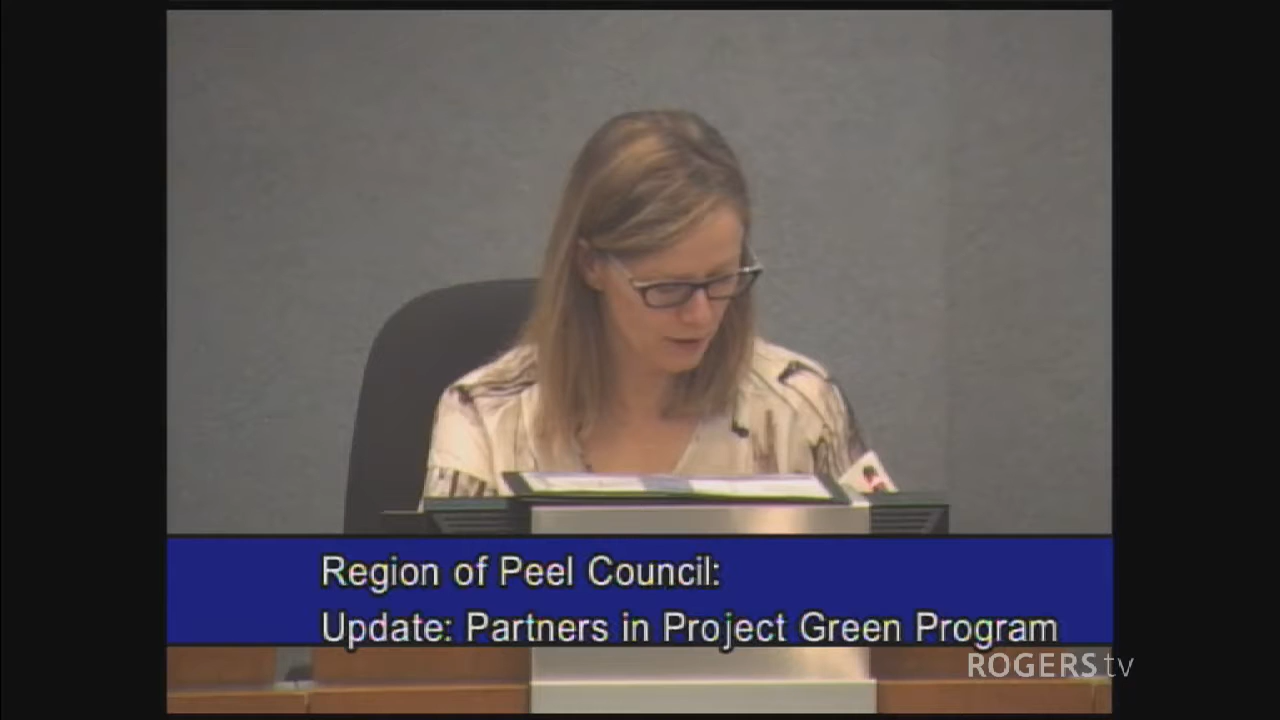 Region of Peel Council:
Update: Partners in Project Green Program
ROGERS tv